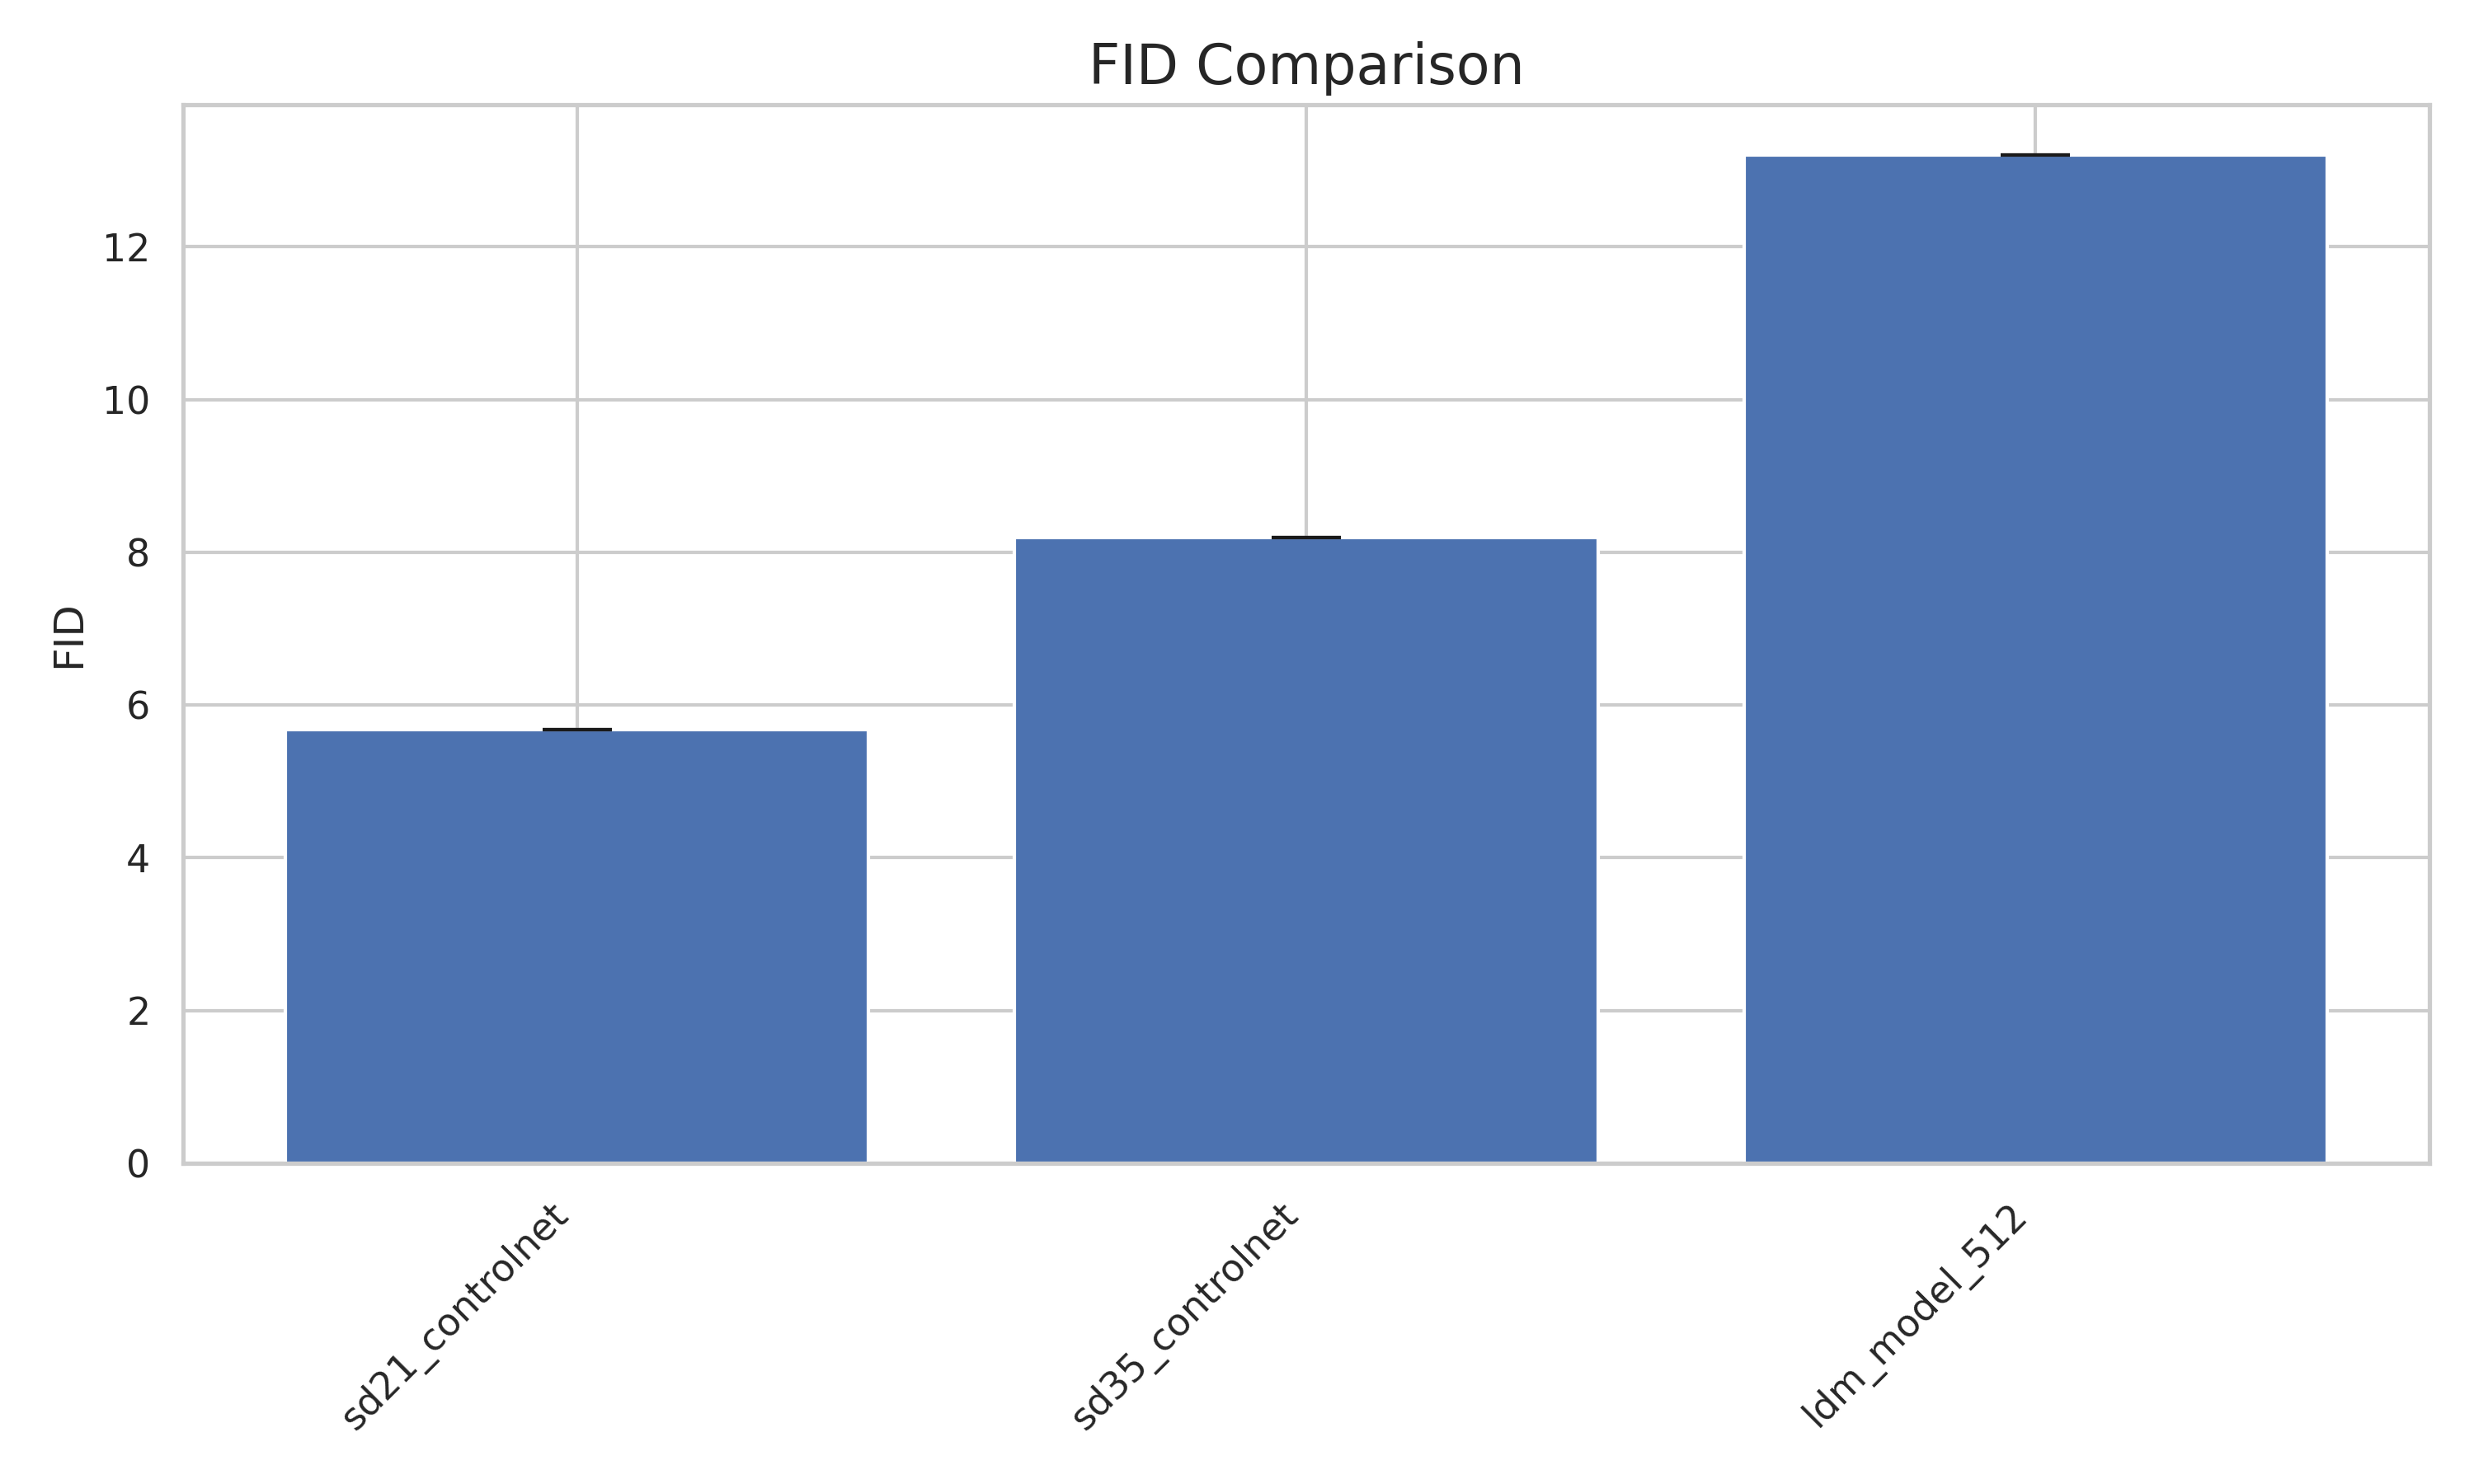 FID Comparison
12
10
8
6
4
2
0
FID
sd21_controlnet
sd35_controlnet
ldm_model_512